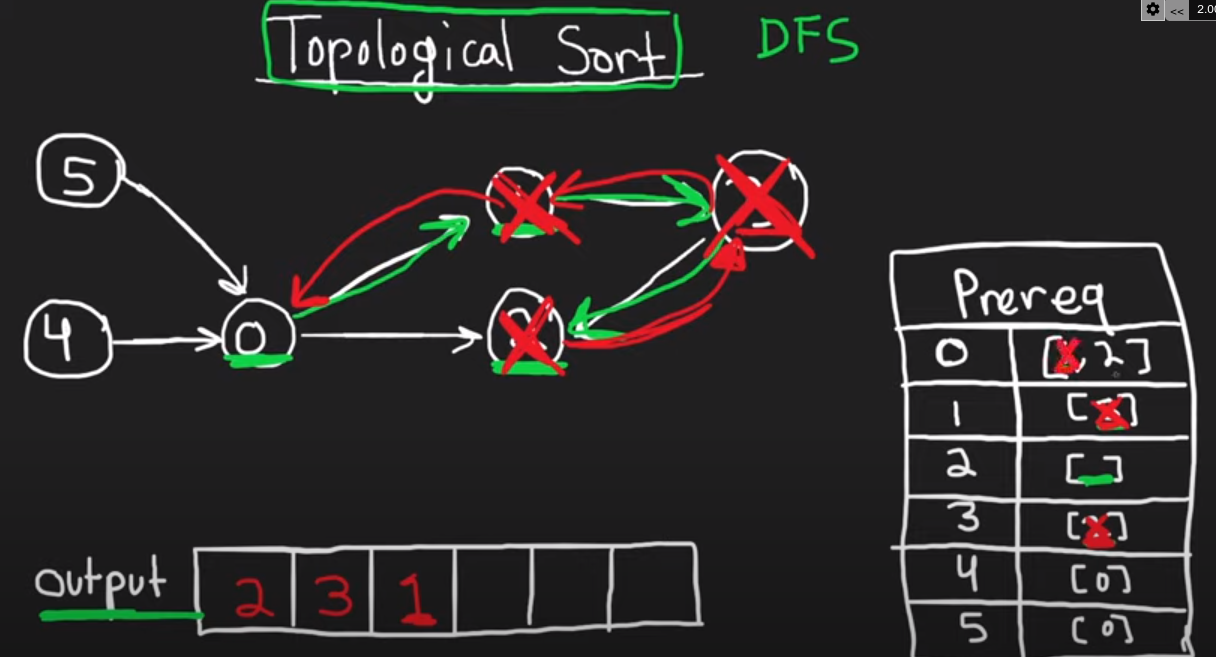 << 2.00
Topological Sort DFS
5
4 0
Prereq
0 [ , 2]
1 [ ]
2 [ ]
3 [ ]
4 [0]
5 [0]
output 2 3 1